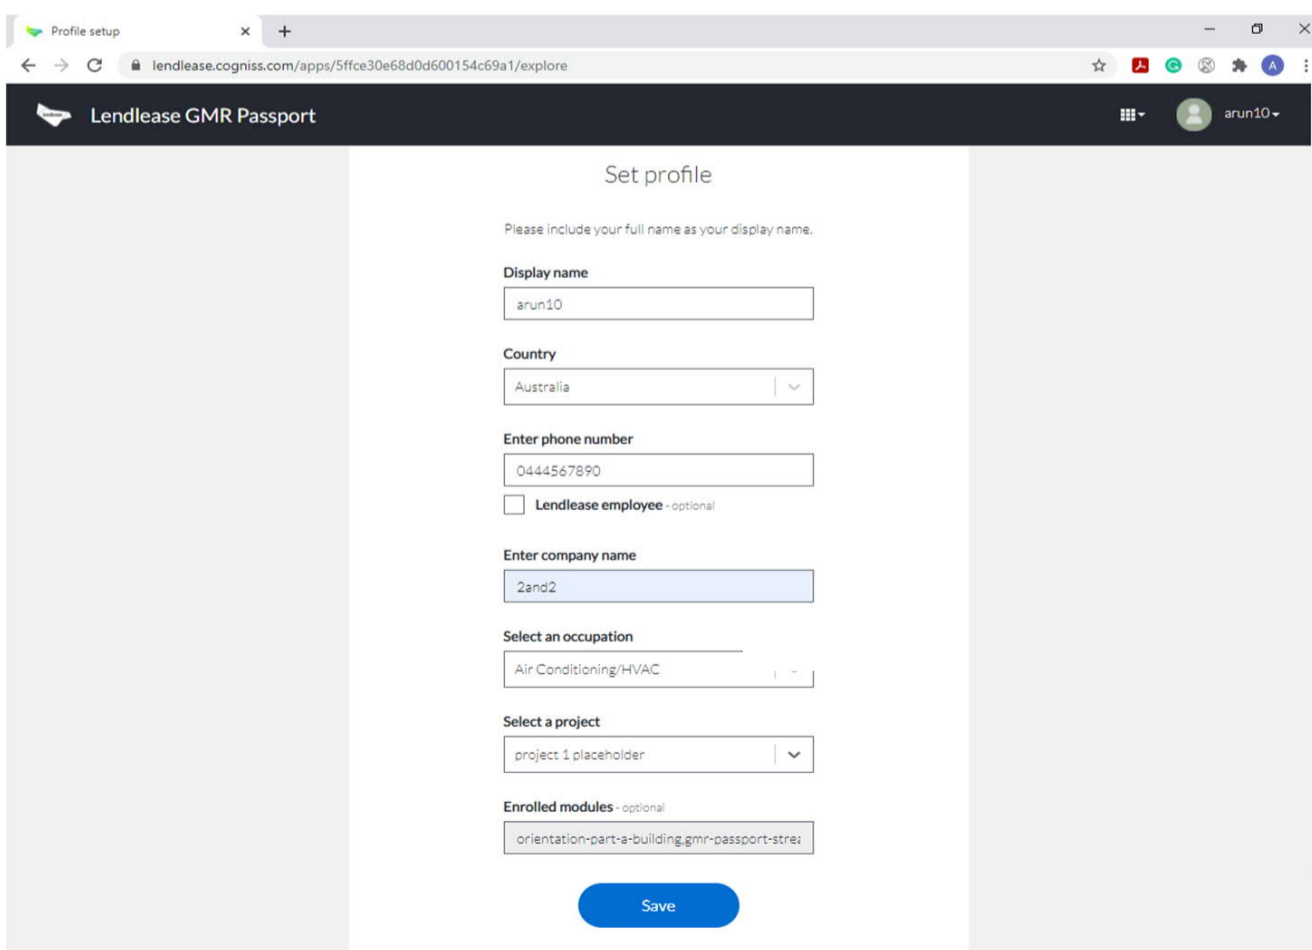 Profile setup
lendlease.cogniss.com/apps/5ffce30e68d0d600154c69a1/explore
A
Lendlease GMR Passport
arun10
Set profile
Please include your full name as your display name.
Display name
arun10
Country
Australia
Enter phone number
0444567890
Lendlease employee - optional
Enter company name
2and2
Select an occupation
Air Conditioning/HVAC
Select a project
project 1 placeholder
Enrolled modules - optional
orientation-part-a-building,gmr-passport-strea
Save